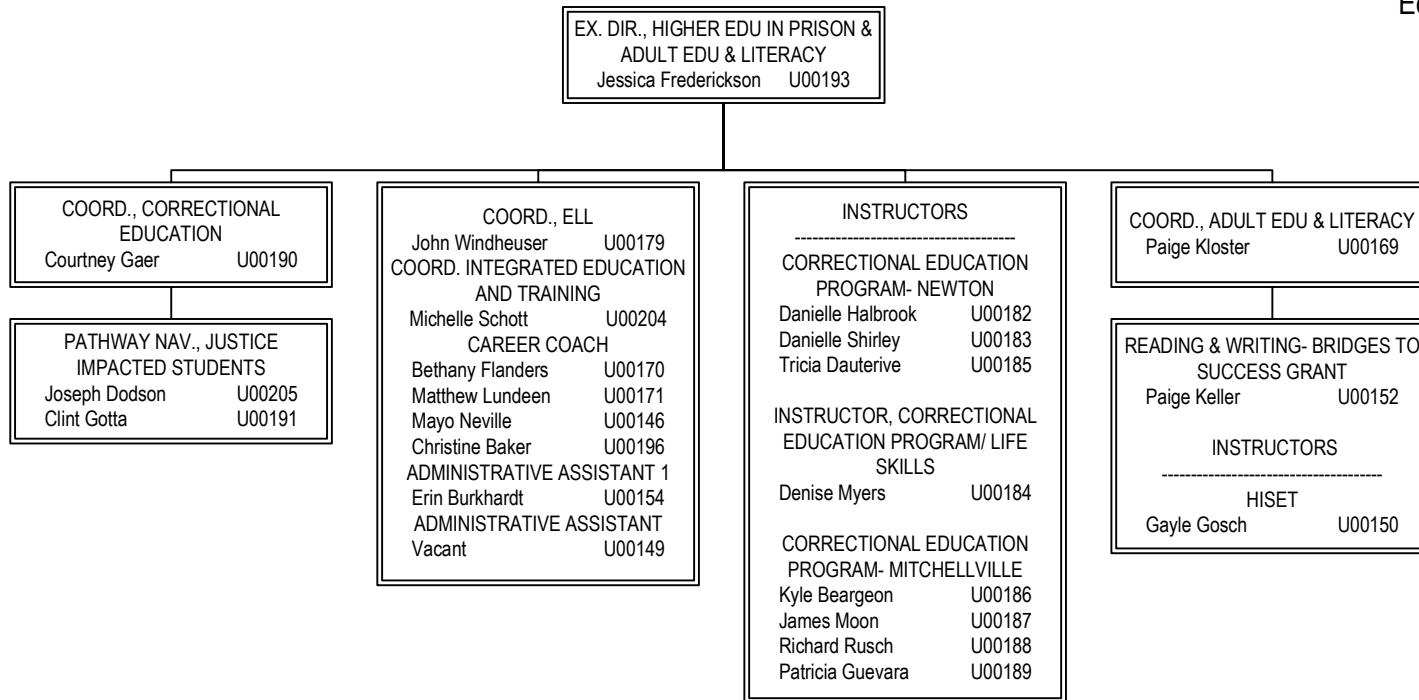 EX. DIR., HIGHER EDU IN PRISON &
ADULT EDU & LITERACY
Jessica Frederickson U00193
COORD., CORRECTIONAL
EDUCATION
Courtney Gaer U00190
PATHWAY NAV., JUSTICE
IMPACTED STUDENTS
Joseph Dodson U00205
Clint Gotta U00191
COORD., ELL
John Windheuser U00179
COORD. INTEGRATED EDUCATION
AND TRAINING
Michelle Schott U00204
CAREER COACH
Bethany Flanders U00170
Matthew Lundeen U00171
Mayo Neville U00146
Christine Baker U00196
ADMINISTRATIVE ASSISTANT 1
Erin Burkhardt U00154
ADMINISTRATIVE ASSISTANT
Vacant U00149
INSTRUCTORS
--------------------------------------
CORRECTIONAL EDUCATION
PROGRAM- NEWTON
Danielle Halbrook U00182
Danielle Shirley U00183
Tricia Dauterive U00185
INSTRUCTOR, CORRECTIONAL
EDUCATION PROGRAM/ LIFE
SKILLS
Denise Myers U00184
CORRECTIONAL EDUCATION
PROGRAM- MITCHELLVILLE
Kyle Beargeon U00186
James Moon U00187
Richard Rusch U00188
Patricia Guevara U00189
COORD., ADULT EDU & LITERACY
Paige Kloster U00169
READING & WRITING- BRIDGES TO
SUCCESS GRANT
Paige Keller U00152
INSTRUCTORS
--------------------------------------
HISET
Gayle Gosch U00150